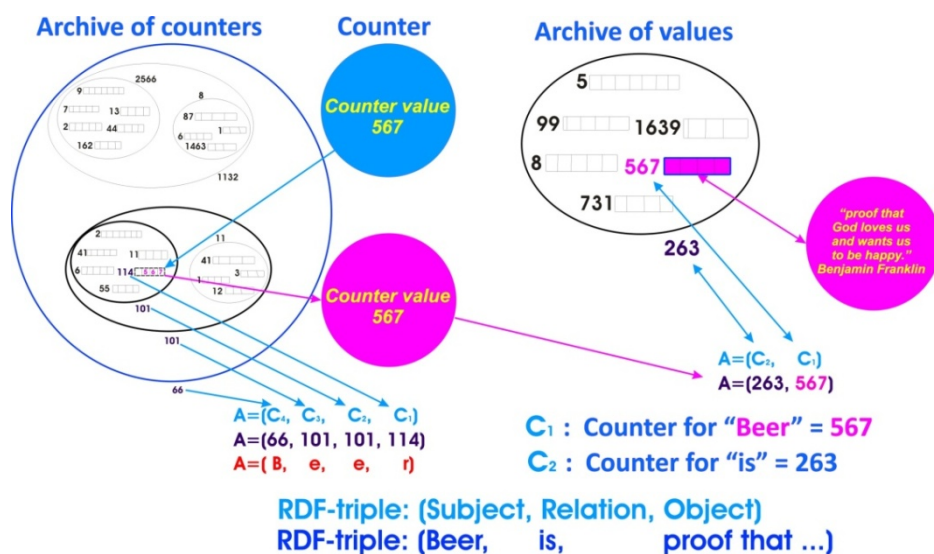 Archive of counters
Counter
Archive of values
2566
9
7
13
2
44
162
8
87
1
6
1463
1132
Counter value
567
5
99
1639
8
567
731
263
"proof that
God loves us
and wants us
to be happy."
Benjamin Franklin
2
41
11
6
114
55
101
11
41
3
1
12
101
66
Counter value
567
A=(C₂, C₁)
A=(263, 567)
A=(C₄, C₃, C₂, C₁)
A=(66, 101, 101, 114)
A=( B, e, e, r)
C₁ : Counter for "Beer" = 567
C₂ : Counter for "is" = 263
RDF-triple: (Subject, Relation, Object)
RDF-triple: (Beer, is, proof that ...)